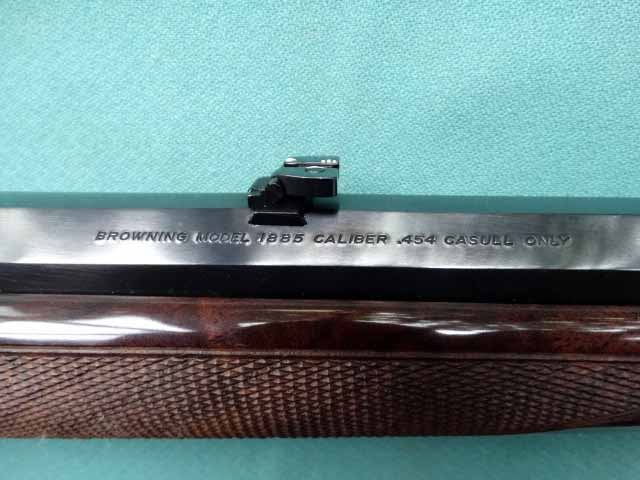 BROWNING MODEL 1885 CALIBER .454 CASULL ONLY